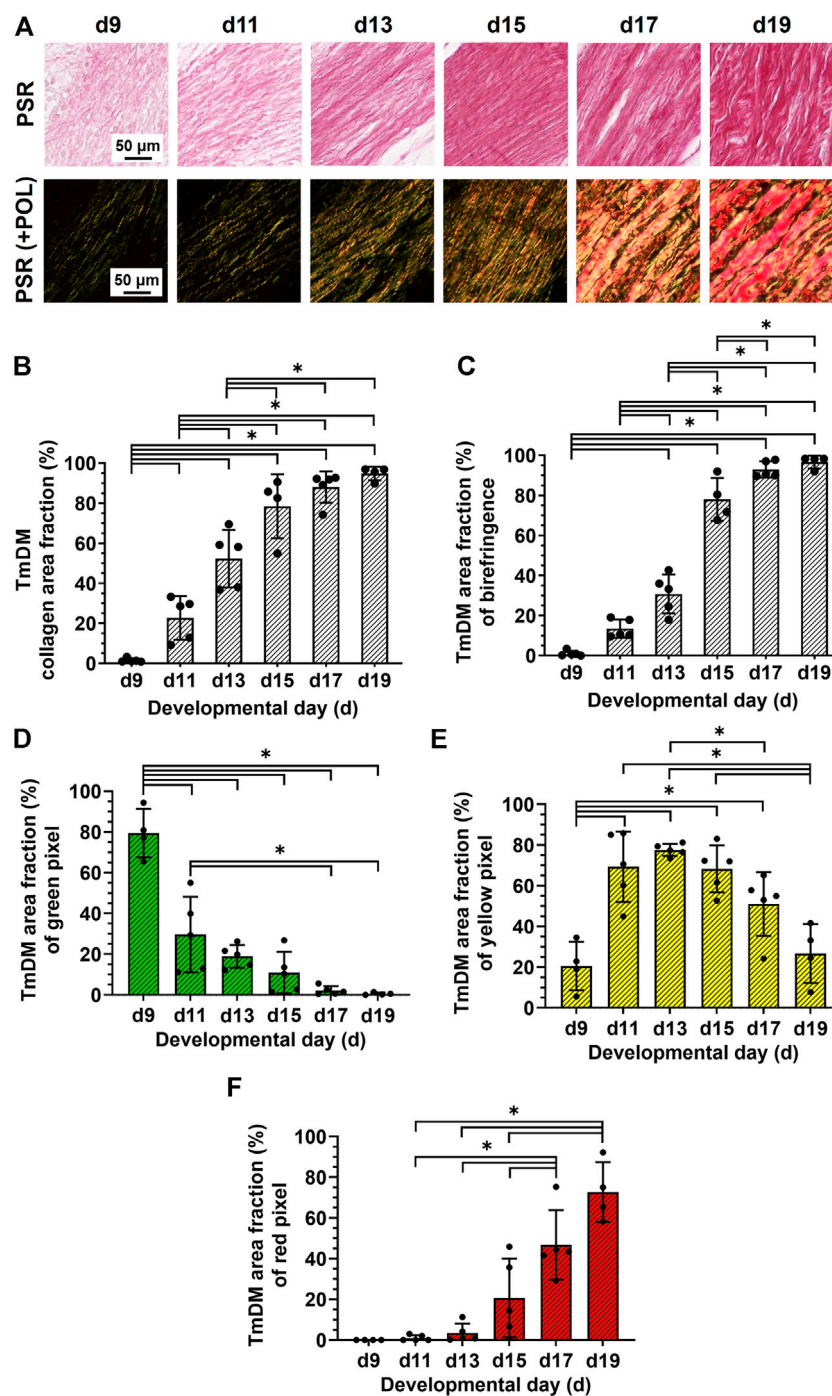 A
d9 d11 d13 d15 d17 d19
PSR
50 µm
PSR (+POL)
50 µm
B
TmDM
collagen area fraction (%)
100
80
60
40
20
0
*
*
*
d9 d11 d13 d15 d17 d19
Developmental day (d)
C
TmDM area fraction (%)
of birefringence
100
80
60
40
20
0
*
*
*
*
d9 d11 d13 d15 d17 d19
Developmental day (d)
D
TmDM area fraction (%)
of green pixel
100
80
60
40
20
0
*
*
d9 d11 d13 d15 d17 d19
Developmental day (d)
E
TmDM area fraction (%)
of yellow pixel
100
80
60
40
20
0
*
*
*
d9 d11 d13 d15 d17 d19
Developmental day (d)
F
TmDM area fraction (%)
of red pixel
100
80
60
40
20
0
*
*
d9 d11 d13 d15 d17 d19
Developmental day (d)